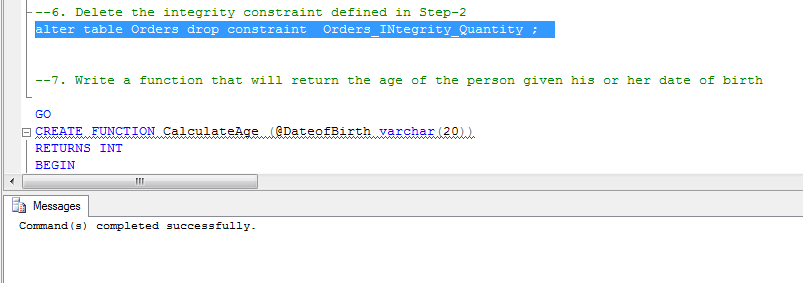 --6. Delete the integrity constraint defined in Step-2
alter table Orders drop constraint  Orders_INtegrity_Quantity ;
--7. Write a function that will return the age of the person given his or her date of birth
GO
CREATE FUNCTION CalculateAge (@DateofBirth varchar(20))
RETURNS INT
BEGIN
Messages
Command(s) completed successfully.